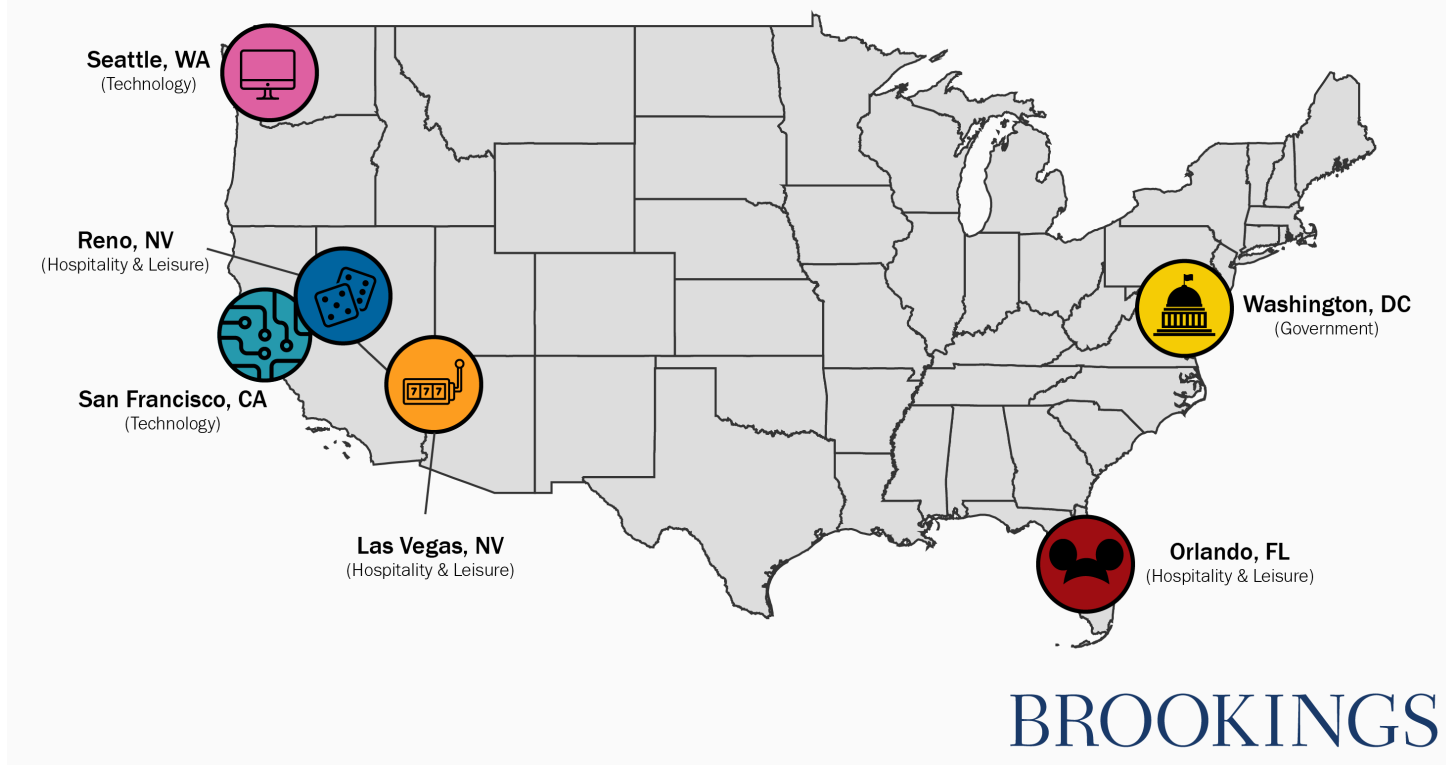 Seattle, WA
(Technology)
Reno, NV
(Hospitality & Leisure)
San Francisco, CA
(Technology)
777
Las Vegas, NV
(Hospitality & Leisure)
Washington, DC
(Government)
Orlando, FL
(Hospitality & Leisure)
BROOKINGS